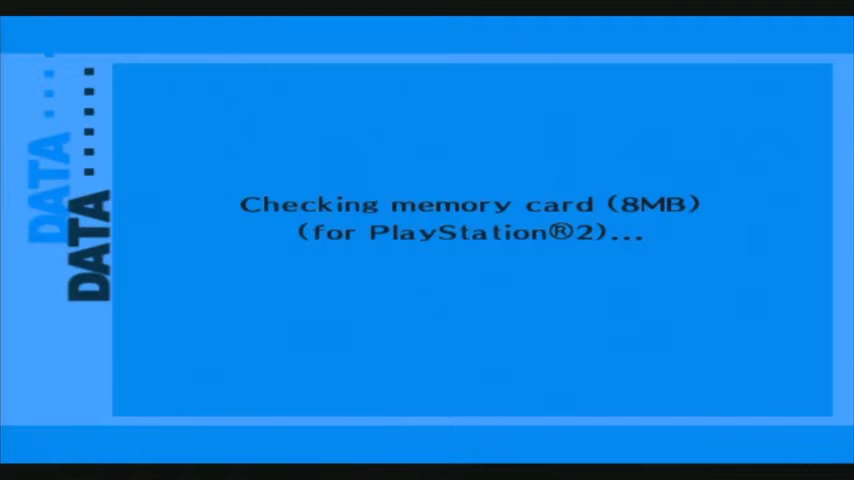 DATA......
DATA......
Checking memory card (8MB)
(for PlayStation®2)...